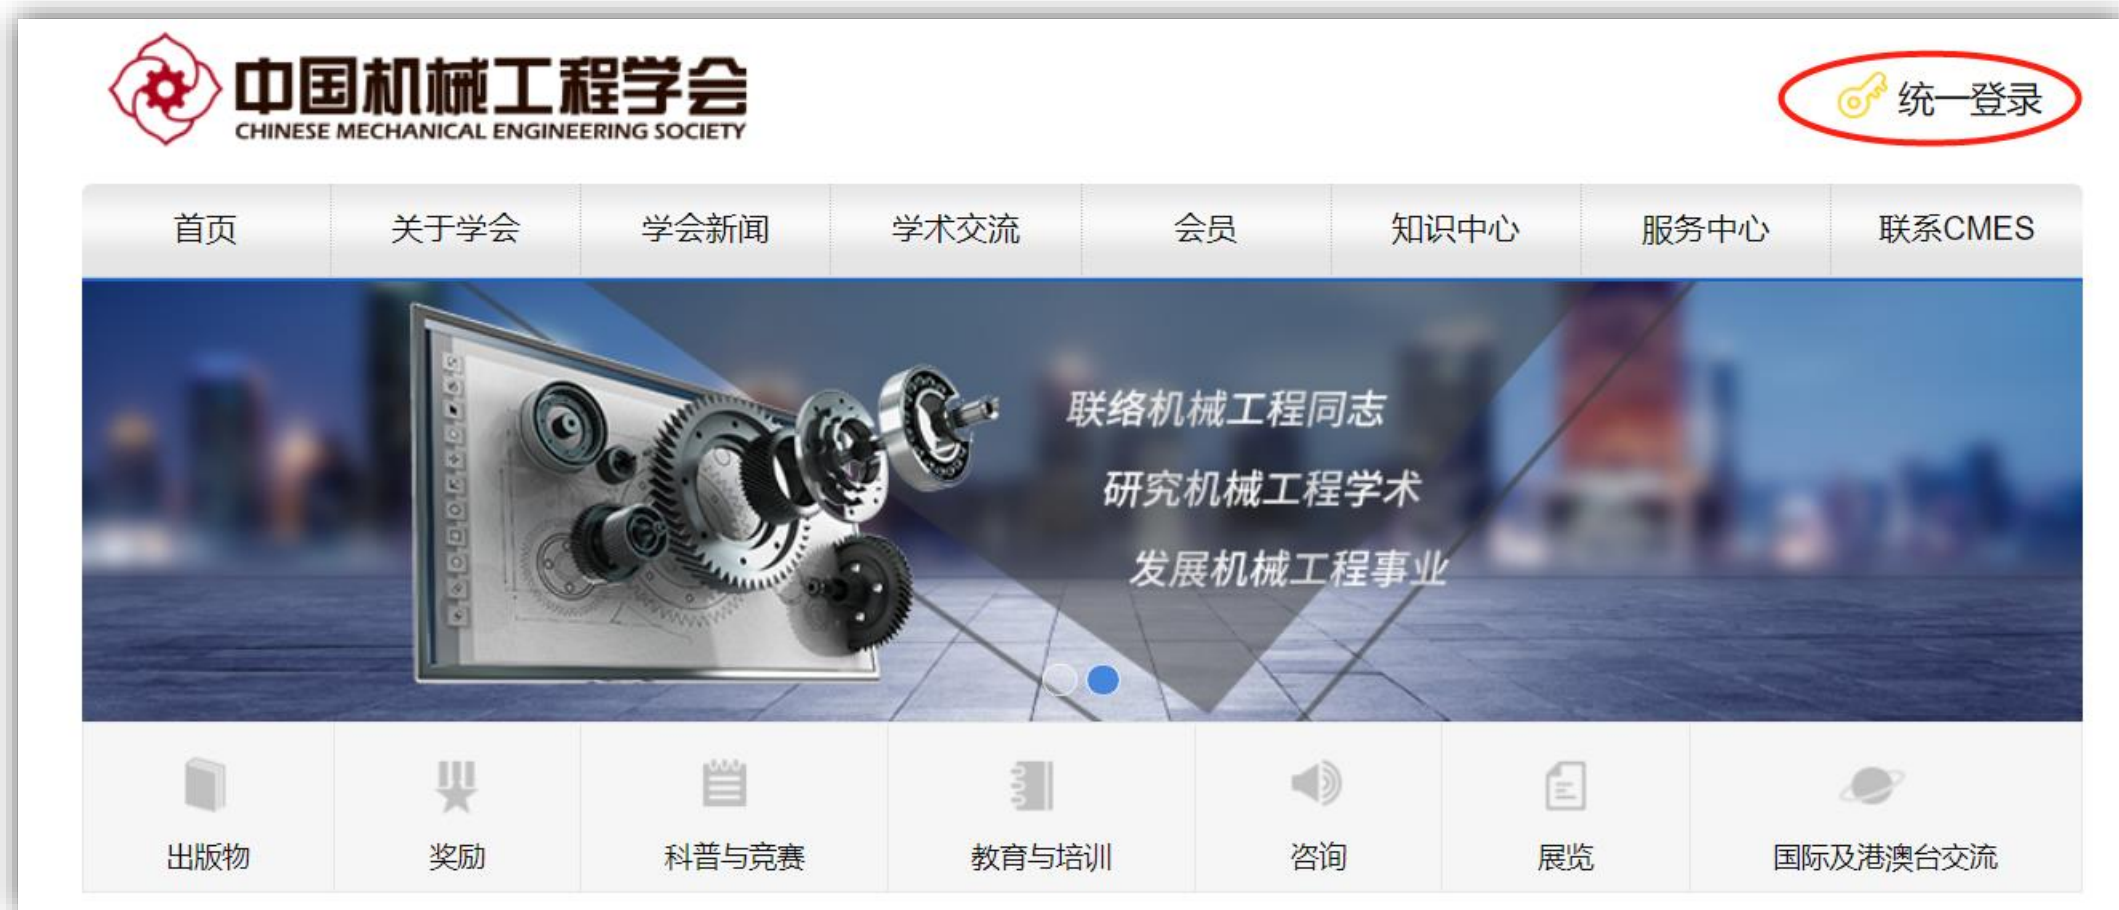 中国机械工程学会
CHINESE MECHANICAL ENGINEERING SOCIETY
统一登录
首页 关于学会 学会新闻 学术交流 会员 知识中心 服务中心 联系CMES
联络机械工程同志
研究机械工程学术
发展机械工程事业
出版物 奖励 科普与竞赛 教育与培训 咨询 展览 国际及港澳台交流